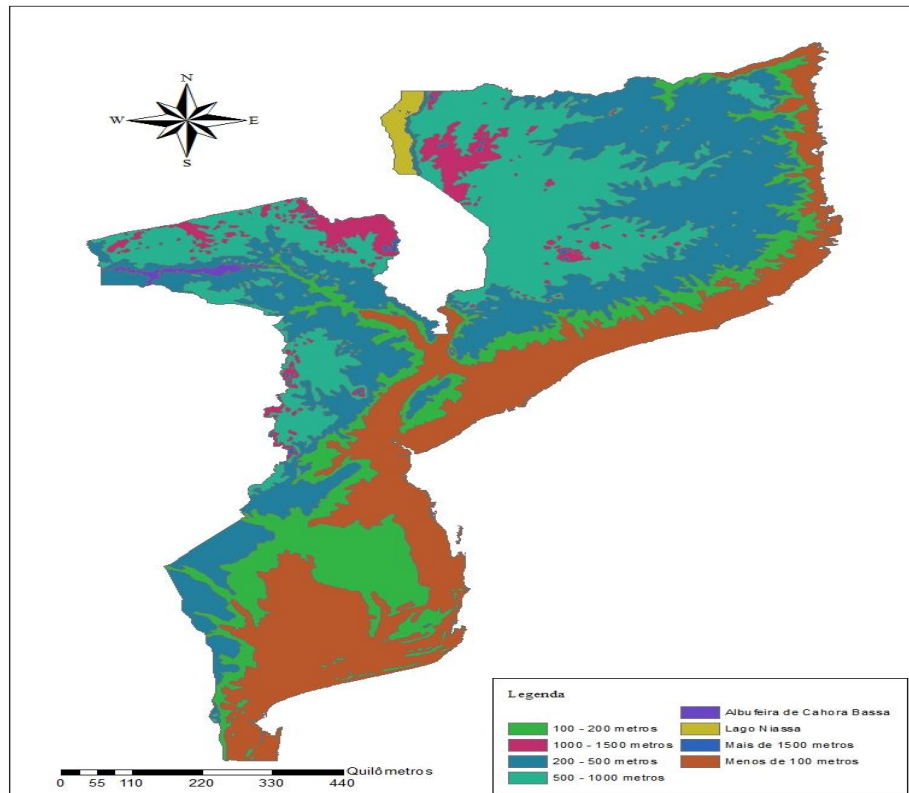 N
W E
S
Legenda
100 - 200 metros
1000 - 1500 metros
200 - 500 metros
500 - 1000 metros
Albufeira de Cahora Bassa
Lago Niassa
Mais de 1500 metros
Menos de 100 metros
Quilômetros
0 55 110 220 330 440